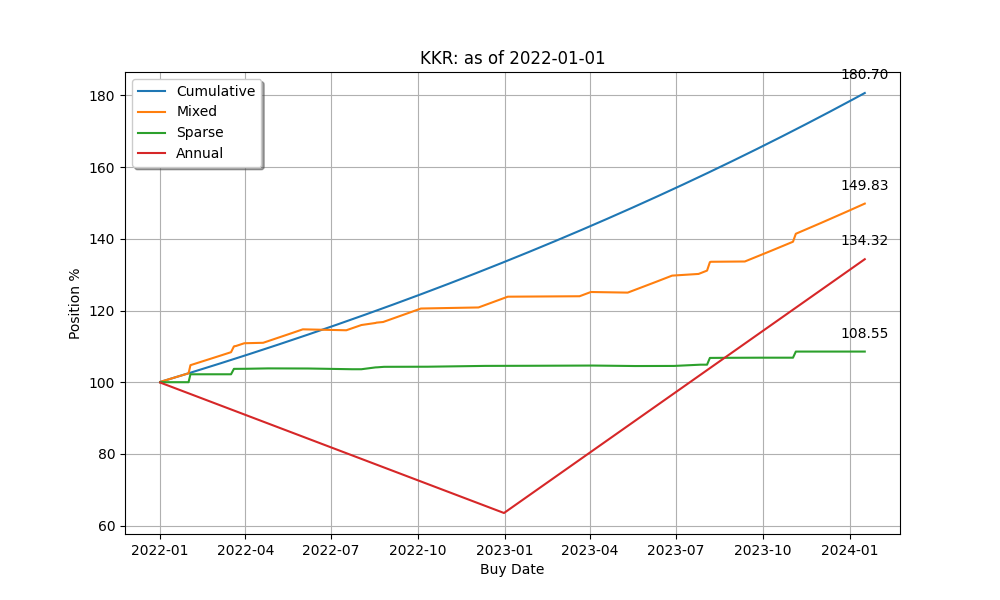 KKR: as of 2022-01-01
180.70
180
Cumulative
Mixed
Sparse
Annual
160
149.83
140
134.32
120
108.55
100
80
60
Position %
2022-01 2022-04 2022-07 2022-10 2023-01 2023-04 2023-07 2023-10 2024-01
Buy Date